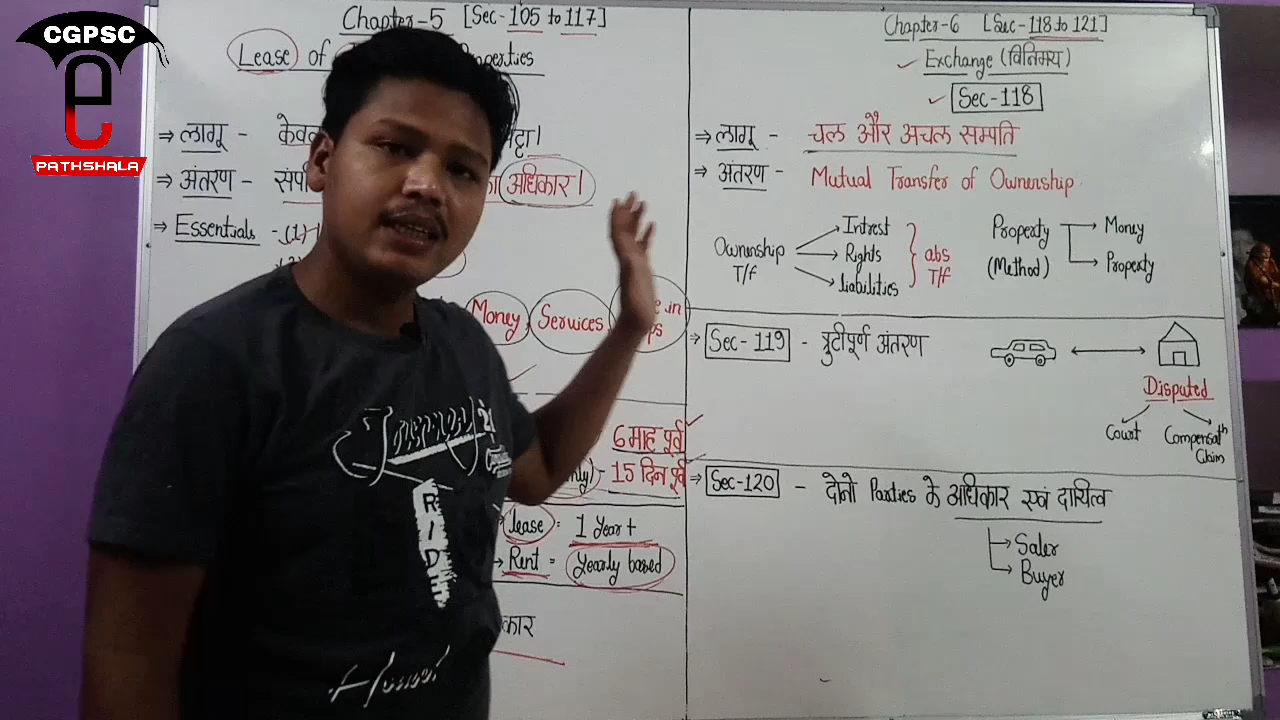 CGPSC
e
PATHSHALA
Chapter-5 [Sec-105 to 117]
Lease of
⇒ लागू -
⇒ अंतरण - अधिकार।
⇒ Essentials - (1)
Money Services
6 माह पूर्व
15 दिन पूर्व
lease = 1 year +
→ Rent = yearly based
Chapter-6 [Sec-118 to 121]
Exchange (विनिमय)
Sec-118
⇒ लागू - चल और अचल सम्पति
⇒ अंतरण - Mutual Transfer of Ownership.
Ownership T/f
Intrest
Rights
liabilities
abs T/f
Property (Method)
Money
Property
⇒ Sec-119 - त्रुटीपूर्ण अंतरण
Disputed
Court
Claim
⇒ Sec-120 - दोनो Parties के अधिकार एवं दायित्व
Saler
Buyer
Journey
RIDE